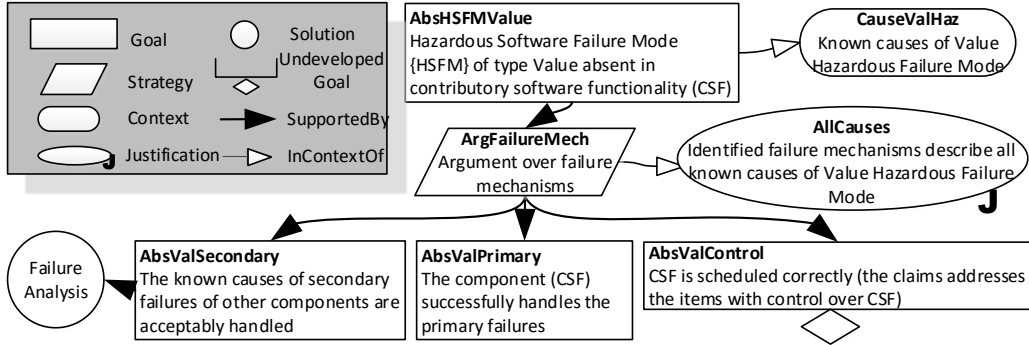 Goal
Solution
Strategy
Undeveloped
Goal
Context
SupportedBy
J
Justification
InContextOf
AbsHSFMValue
Hazardous Software Failure Mode
{HSFM} of type Value absent in
contributory software functionality (CSF)
CauseValHaz
Known causes of Value
Hazardous Failure Mode
ArgFailureMech
Argument over failure
mechanisms
AllCauses
Identified failure mechanisms describe all
known causes of Value Hazardous Failure
Mode
J
Failure
Analysis
AbsValSecondary
The known causes of secondary
failures of other components are
acceptably handled
AbsValPrimary
The component (CSF)
successfully handles the
primary failures
AbsValControl
CSF is scheduled correctly (the claims addresses
the items with control over CSF)